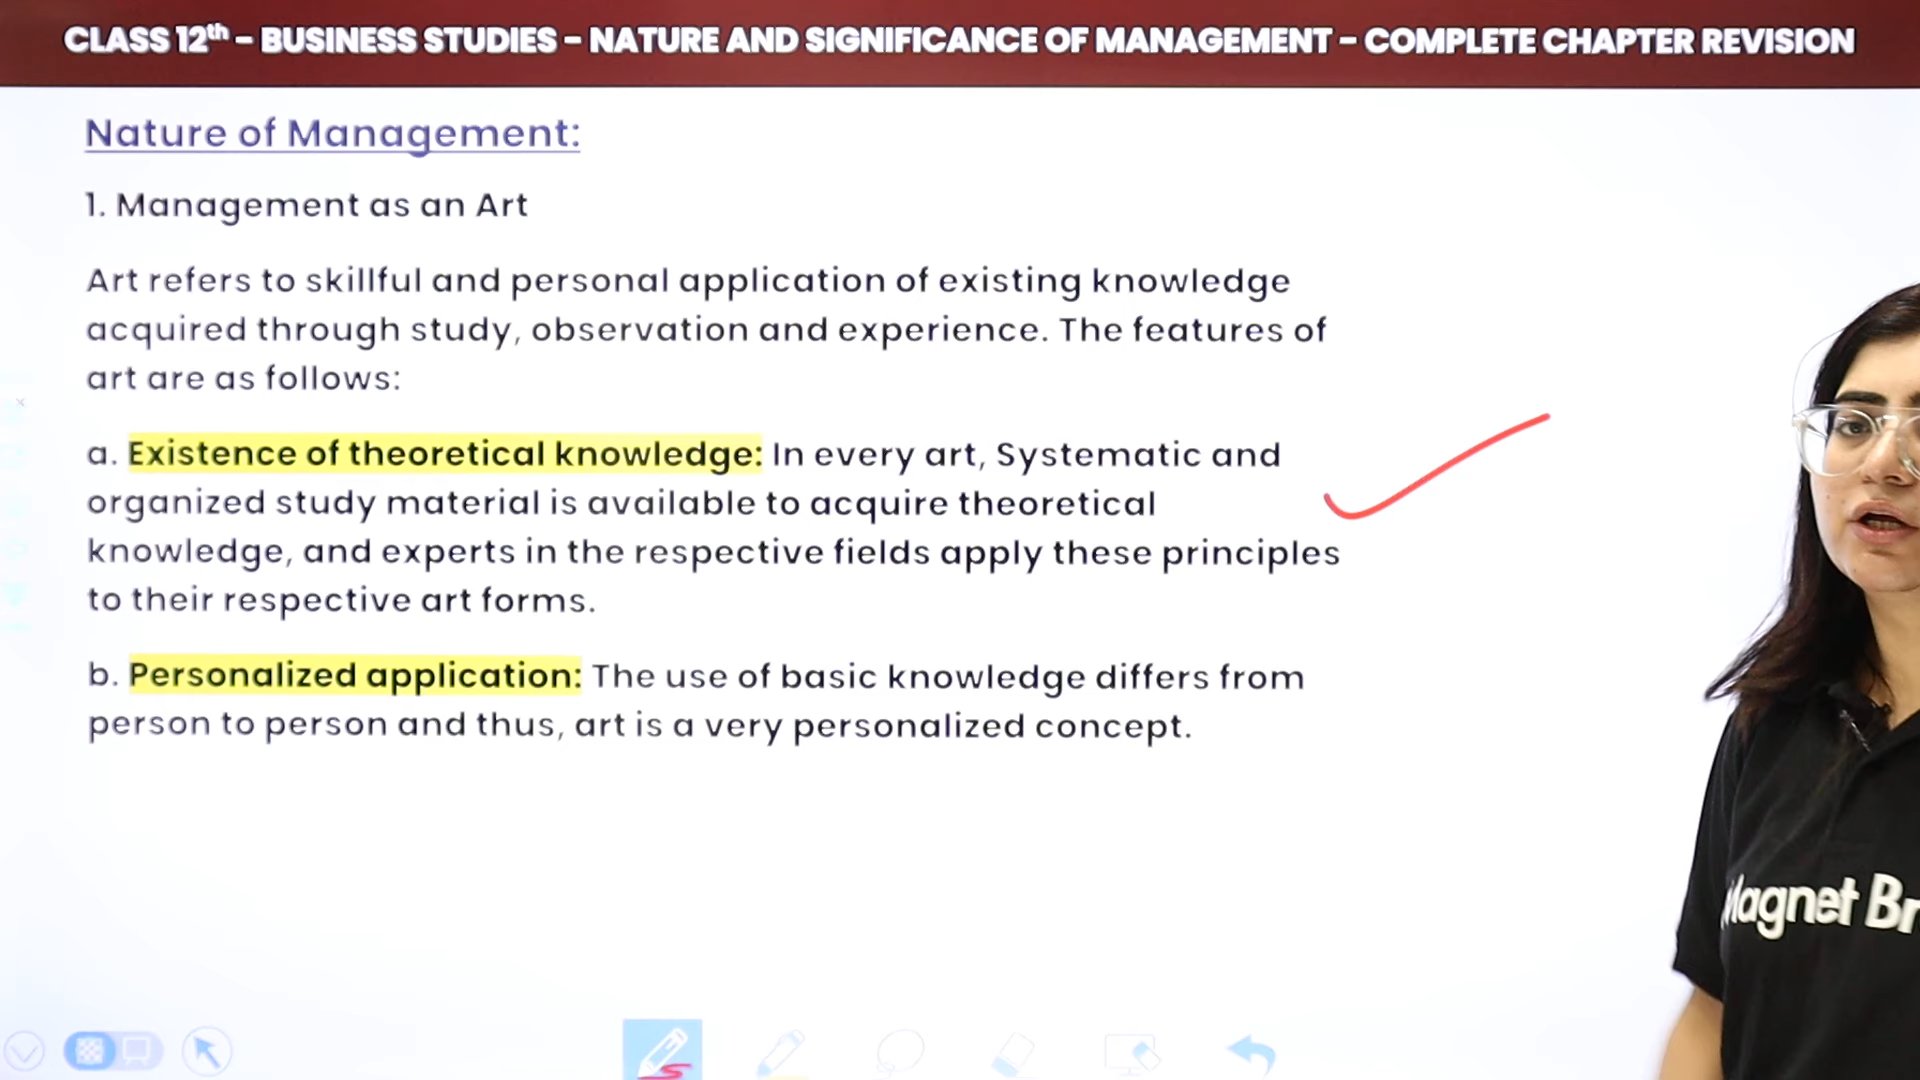 CLASS 12th – BUSINESS STUDIES – NATURE AND SIGNIFICANCE OF MANAGEMENT – COMPLETE CHAPTER REVISION
Nature of Management:
1. Management as an Art
Art refers to skillful and personal application of existing knowledge
acquired through study, observation and experience. The features of
art are as follows:
a. Existence of theoretical knowledge: In every art, Systematic and
organized study material is available to acquire theoretical
knowledge, and experts in the respective fields apply these principles
to their respective art forms.
b. Personalized application: The use of basic knowledge differs from
person to person and thus, art is a very personalized concept.
Magnet Br